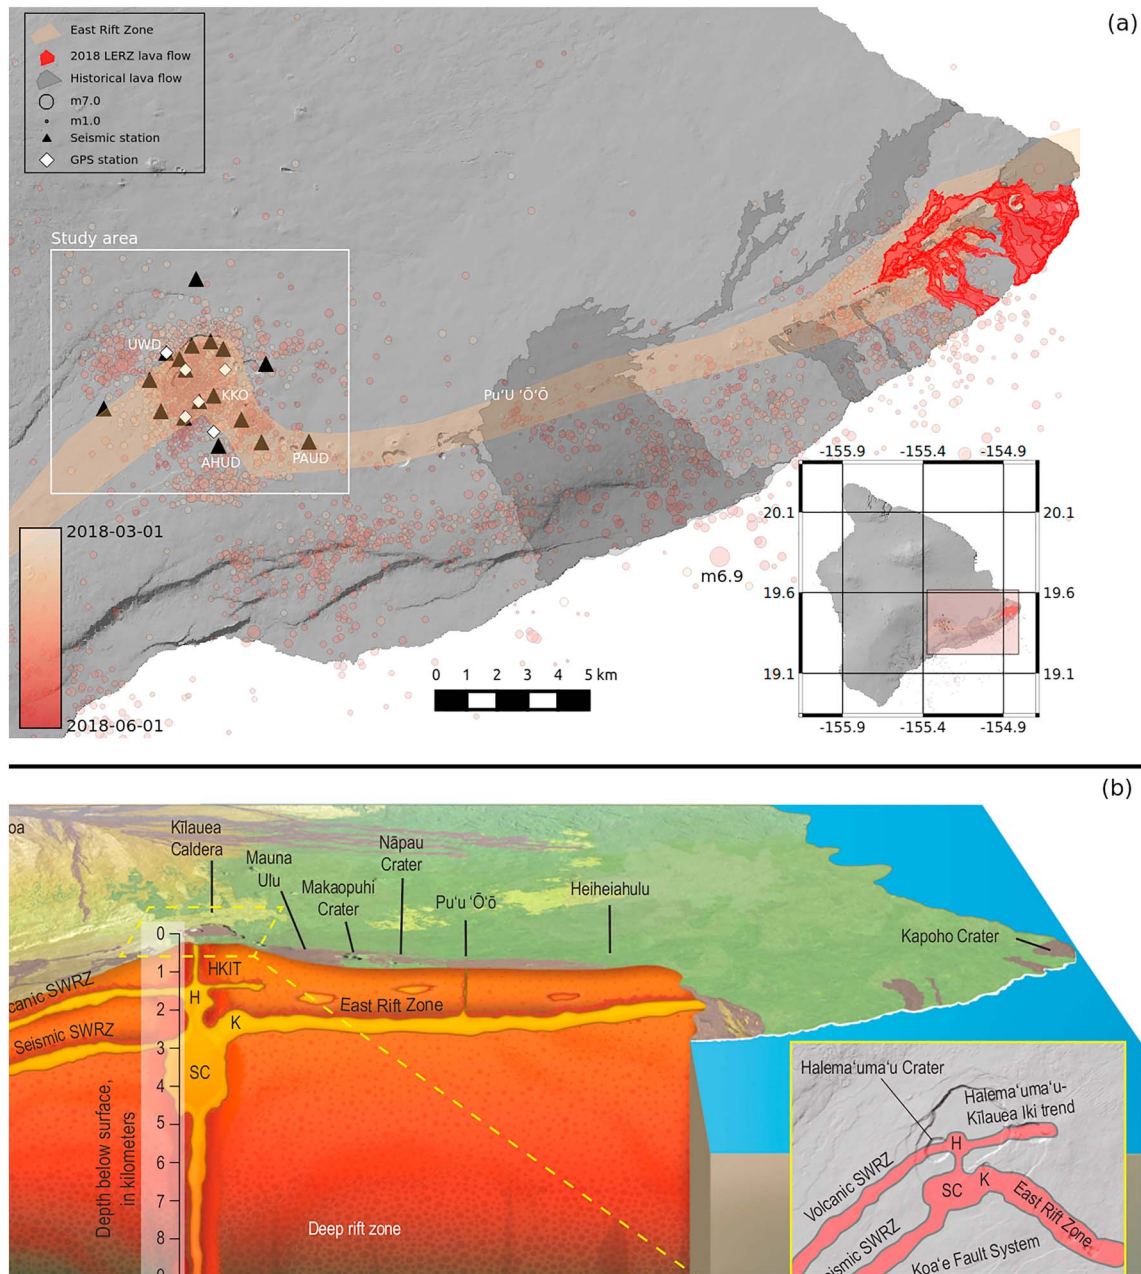 (a)
East Rift Zone
2018 LERZ lava flow
Historical lava flow
m7.0
m1.0
Seismic station
GPS station
Study area
UWD
KKO
AHUD
PAUD
Pu‘U ‘Ō‘Ō
2018-03-01
2018-06-01
m6.9
0 1 2 3 4 5 km
-155.9 -155.4 -154.9
20.1 20.1
19.6 19.6
19.1 19.1
-155.9 -155.4 -154.9
(b)
oa
Kīlauea
Caldera
Mauna
Ulu
Makaopuhi
Crater
Nāpau
Crater
Pu‘u ‘Ō‘ō
Heiheiahulu
Kapoho Crater
0
1
2
3
4
5
6
7
8
9
Depth below surface,
in kilometers
HKIT
H
K
SC
East Rift Zone
canic SWRZ
Seismic SWRZ
Deep rift zone
Halema‘uma‘u Crater
Halema‘uma‘u-
Kīlauea Iki trend
H
SC
K
East Rift Zone
Volcanic SWRZ
eismic SWRZ
Koa‘e Fault System